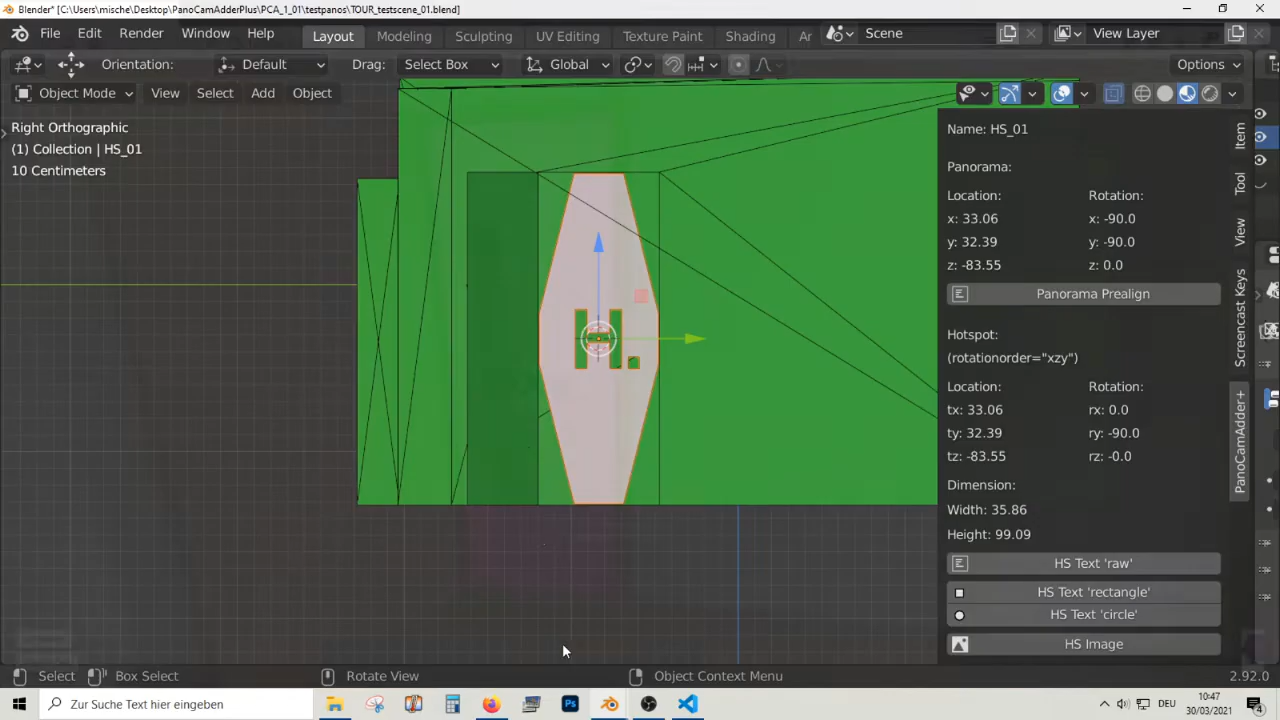 Blender* [C:\Users\mische\Desktop\PanoCamAdderPlus\PCA_1_01\testpanos\TOUR_testscene_01.blend]
File Edit Render Window Help Layout Modeling Sculpting UV Editing Texture Paint Shading Ar Scene View Layer
Orientation: Default Drag: Select Box Global Options
Object Mode View Select Add Object
Right Orthographic
(1) Collection | HS_01
10 Centimeters
H.
Name: HS_01
Panorama:
Location: Rotation:
x: 33.06 x: -90.0
y: 32.39 y: -90.0
z: -83.55 z: 0.0
Panorama Prealign
Hotspot:
(rotationorder="xzy")
Location: Rotation:
tx: 33.06 rx: 0.0
ty: 32.39 ry: -90.0
tz: -83.55 rz: -0.0
Dimension:
Width: 35.86
Height: 99.09
HS Text 'raw'
HS Text 'rectangle'
HS Text 'circle'
HS Image
Item
Tool
View
Screencast Keys
PanoCamAdder+
Select Box Select Rotate View Object Context Menu 2.92.0
Zur Suche Text hier eingeben
Ps
DEU
10:47
30/03/2021
4